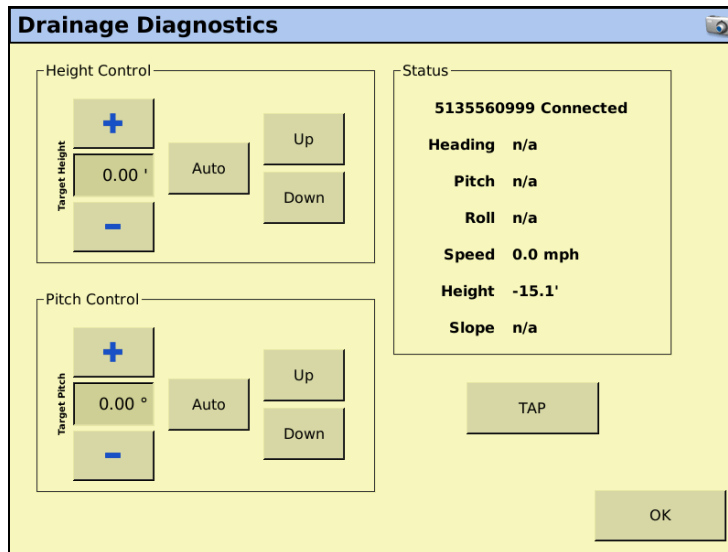 Drainage Diagnostics
Height Control
+
Target Height
0.00 '
-
Auto
Up
Down
Pitch Control
+
Target Pitch
0.00 °
-
Auto
Up
Down
Status
5135560999 Connected
Heading n/a
Pitch n/a
Roll n/a
Speed 0.0 mph
Height -15.1'
Slope n/a
TAP
OK